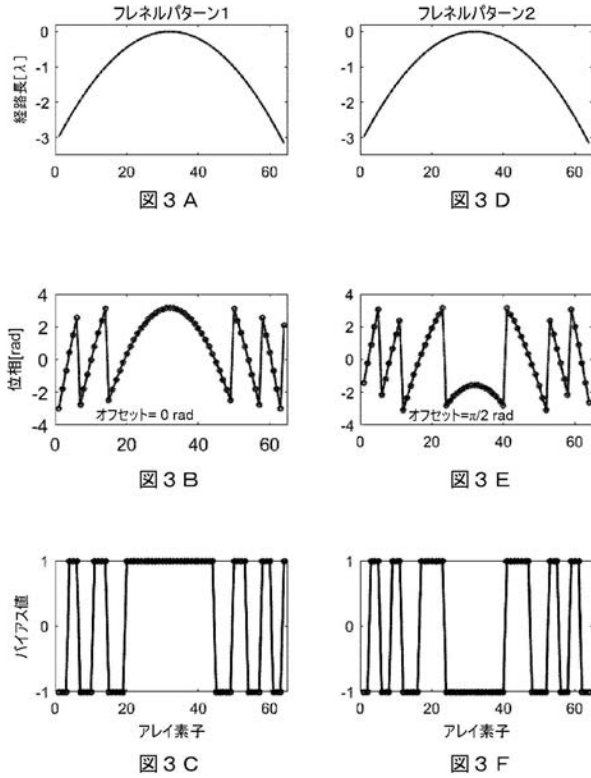 フレネルパターン1
経路長[λ]
0
-1
-2
-3
0 20 40 60
図3A
フレネルパターン2
0
-1
-2
-3
0 20 40 60
図3D
位相[rad]
4
2
0
-2
-4
オフセット= 0 rad
0 20 40 60
図3B
4
2
0
-2
-4
オフセット=π/2 rad
0 20 40 60
図3E
バイアス値
1
0
-1
0 20 40 60
アレイ素子
図3C
1
0
-1
0 20 40 60
アレイ素子
図3F